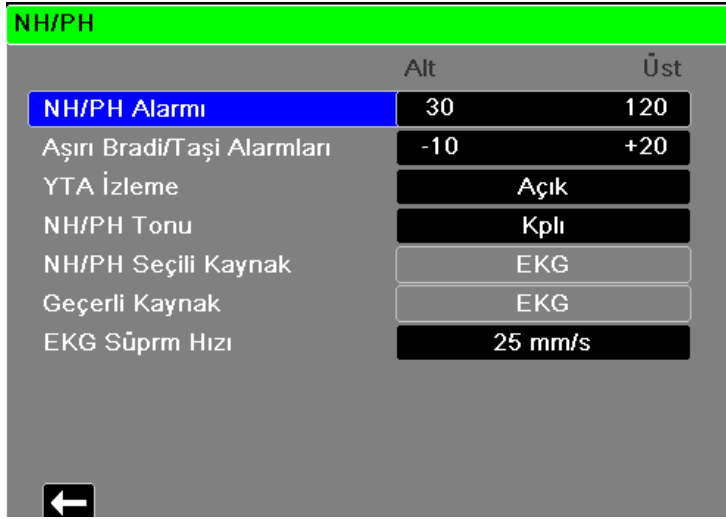 NH/PH
Alt Üst
NH/PH Alarmı 30 120
Aşırı Bradi/Taşi Alarmları -10 +20
YTA İzleme Açık
NH/PH Tonu Kplı
NH/PH Seçili Kaynak EKG
Geçerli Kaynak EKG
EKG Süprm Hızı 25 mm/s